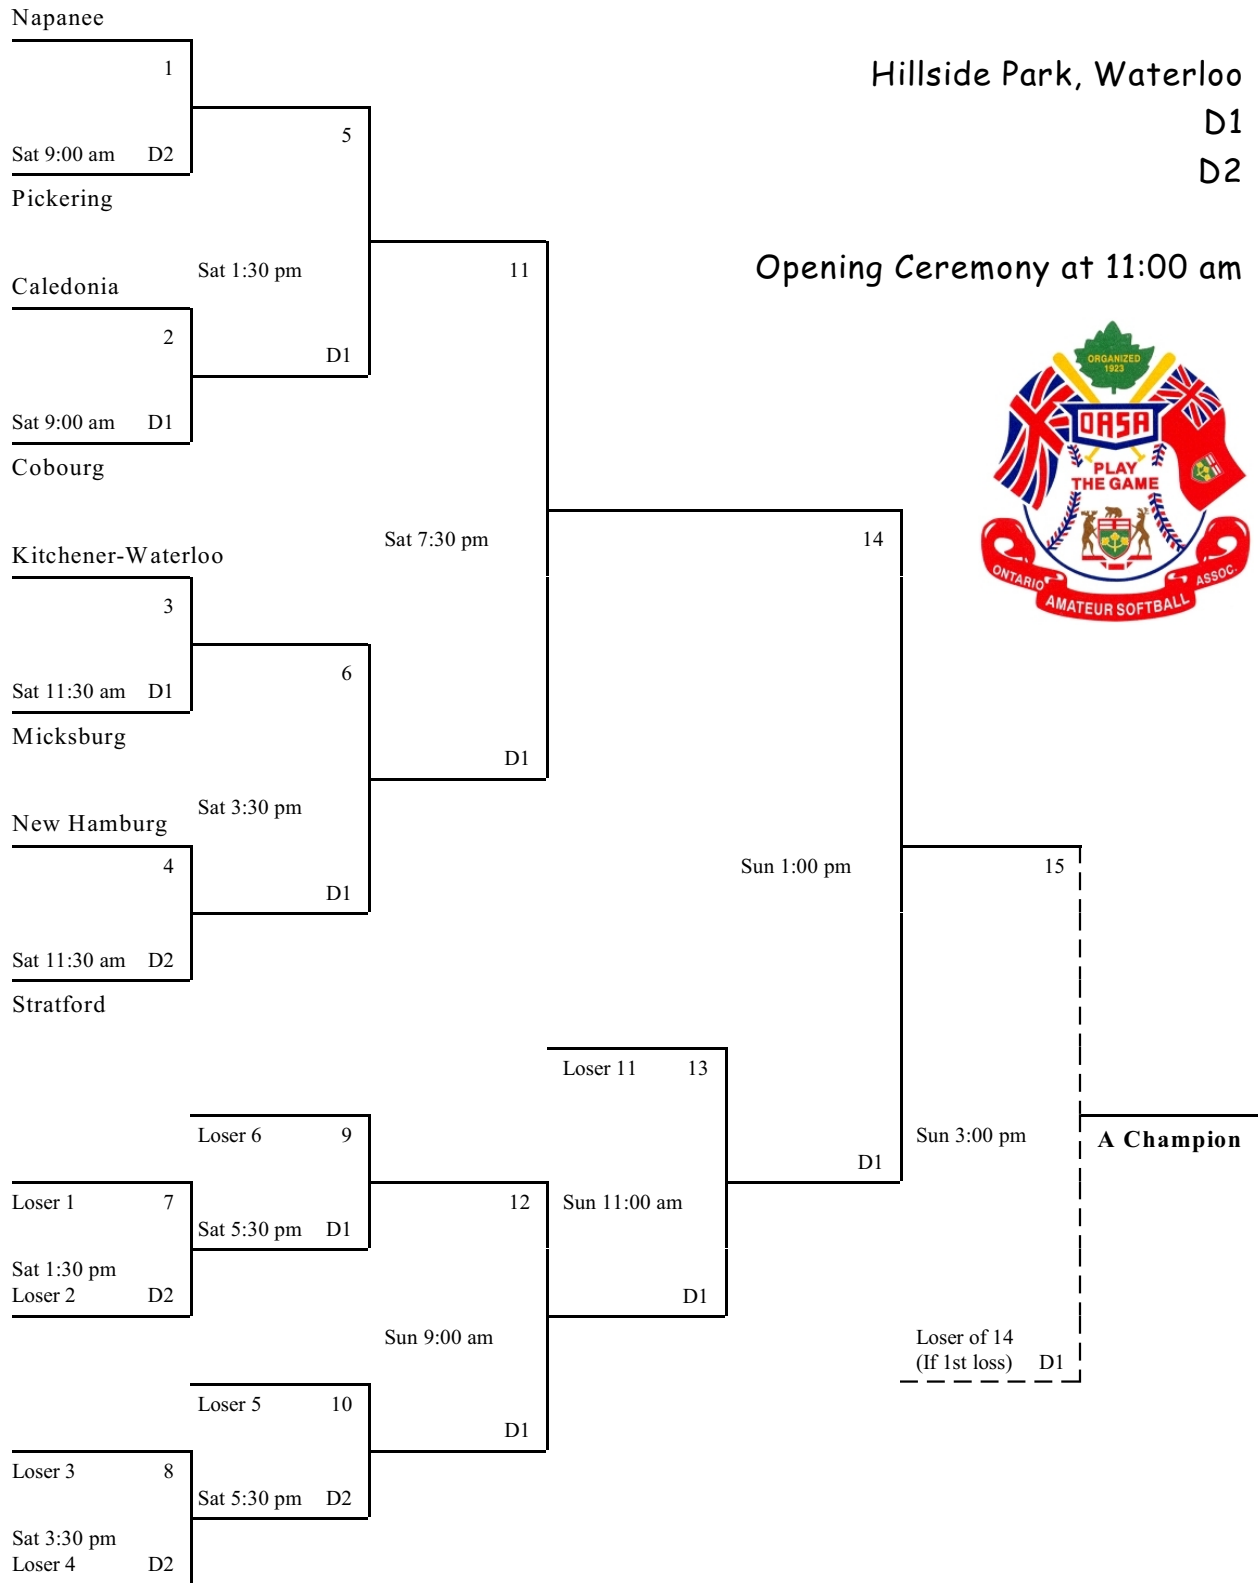 Napanee
1
Hillside Park, Waterloo
D1
5
Sat 9:00 am D2
D2
Pickering
Opening Ceremony at 11:00 am
Sat 1:30 pm
11
Caledonia
2
D1
Sat 9:00 am D1
Cobourg
ORGANIZED
1923
OASA
PLAY
THE GAME
ONTARIO
AMATEUR SOFTBALL
ASSOC.
Sat 7:30 pm
14
Kitchener-Waterloo
3
6
Sat 11:30 am D1
Micksburg
D1
Sat 3:30 pm
New Hamburg
4
Sun 1:00 pm
15
D1
Sat 11:30 am D2
Stratford
Loser 11 13
Loser 6 9
Sun 3:00 pm
A Champion
D1
Loser 1 7
12
Sun 11:00 am
Sat 5:30 pm D1
Sat 1:30 pm
Loser 2 D2
D1
Sun 9:00 am
Loser of 14
(If 1st loss) D1
Loser 5 10
D1
Loser 3 8
Sat 5:30 pm D2
Sat 3:30 pm
Loser 4 D2